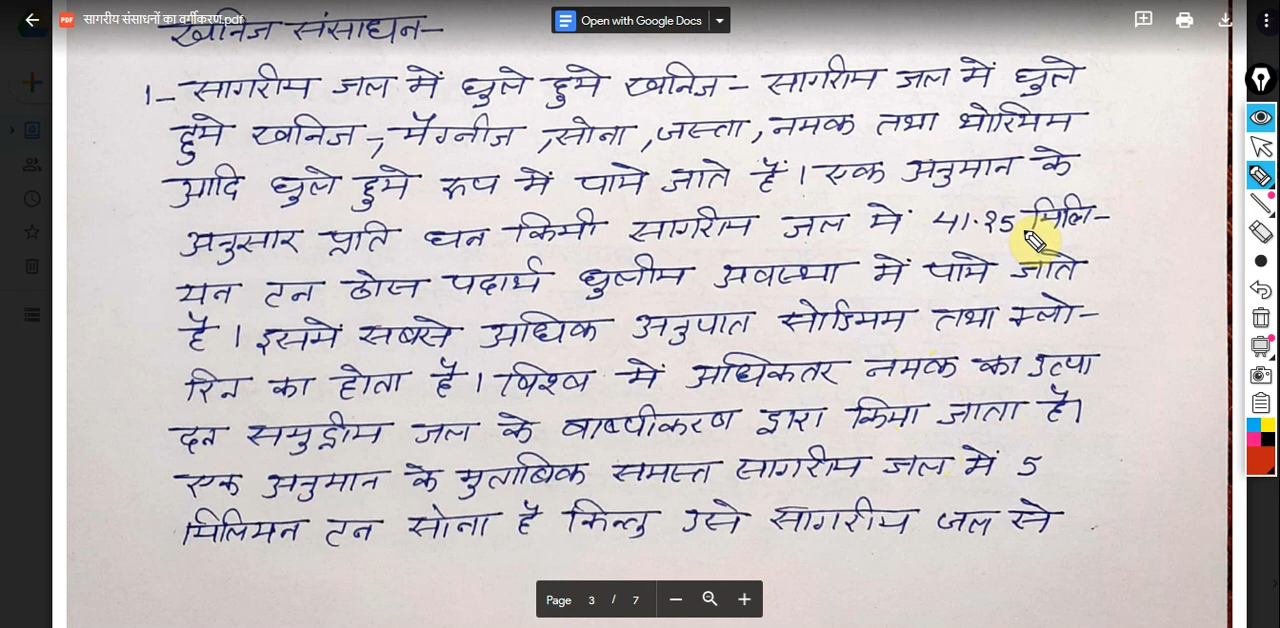 सागरीय संसाधनों का वर्गीकरण.pdf
Open with Google Docs
खनिज संसाधन-
1- सागरीय जल में घुले हुये खनिज - सागरीय जल में घुले
हुये खनिज -, मैंगनीज, सोना, जस्ता, नमक तथा थोरियम
आदि घुले हुये रूप में पाये जाते हैं। एक अनुमान के
अनुसार प्रति घन किमी सागरीय जल में 41.25 मिलि-
यन टन ठोस पदार्थ घुलीय अवस्था में पाये जाते
है। इसमें सबसे अधिक अनुपात सोडियम तथा क्लो-
रिन का होता है। विश्व में अधिकतर नमक का उत्पा
दन समुद्रीय जल के वाष्पीकरण द्वारा किया जाता है।
एक अनुमान के मुताबिक समस्त सागरीय जल में 5
मिलियन टन सोना है किन्तु उसे सागरीय जल से
Page 3 / 7